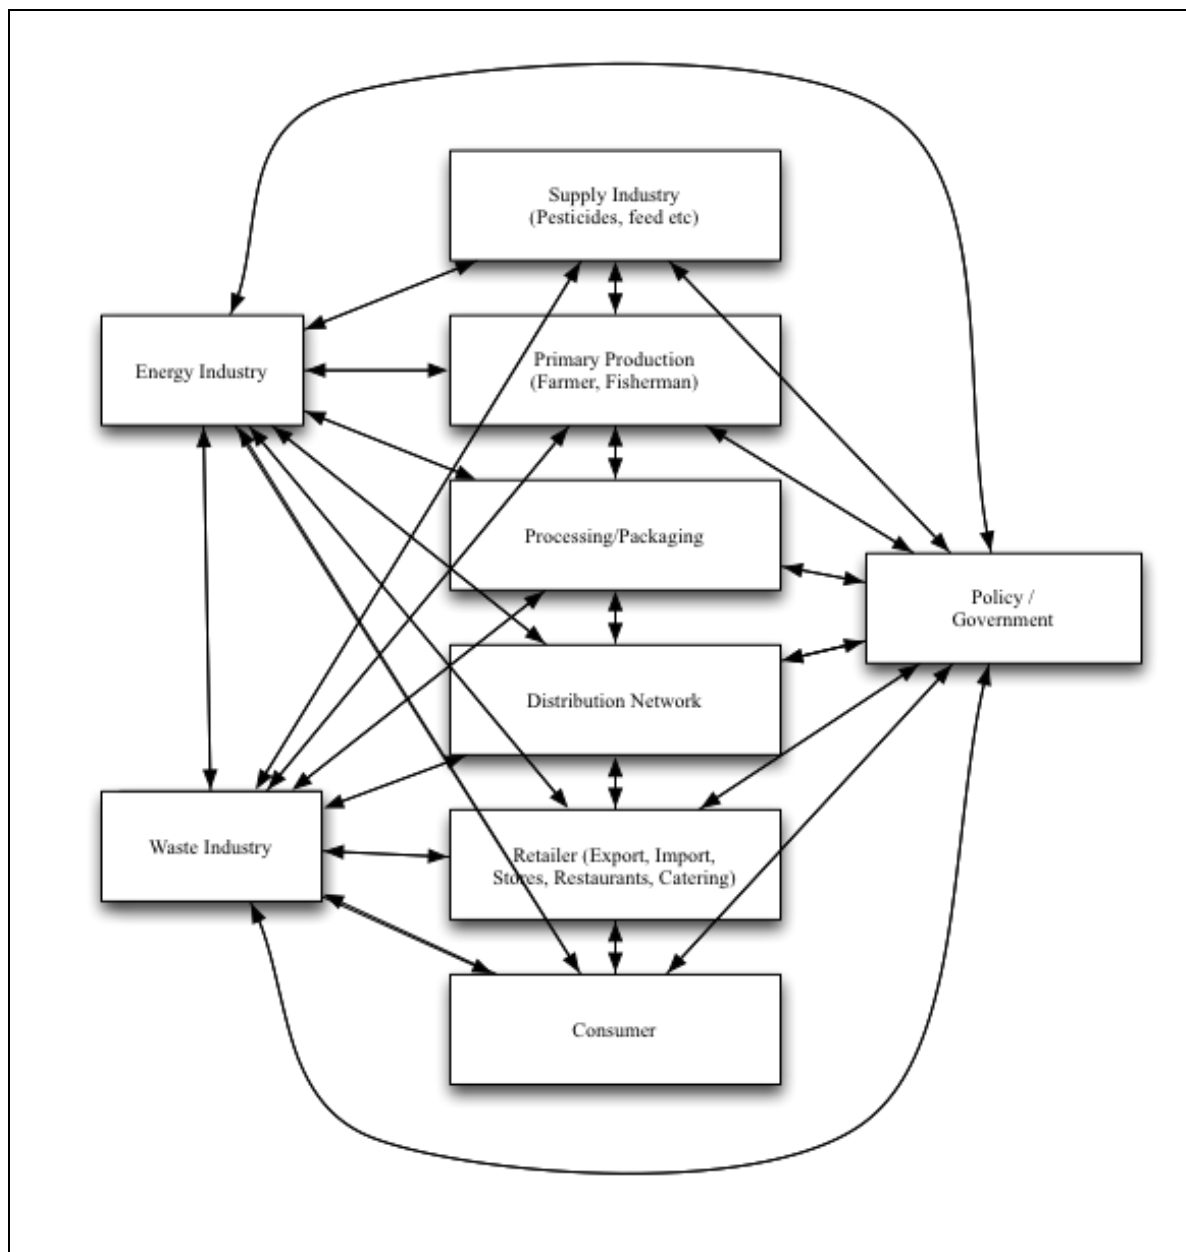 Supply Industry
(Pesticides, feed etc)
Energy Industry
Primary Production
(Farmer, Fisherman)
Processing/Packaging
Policy /
Government
Distribution Network
Waste Industry
Retailer (Export, Import,
Stores, Restaurants, Catering)
Consumer